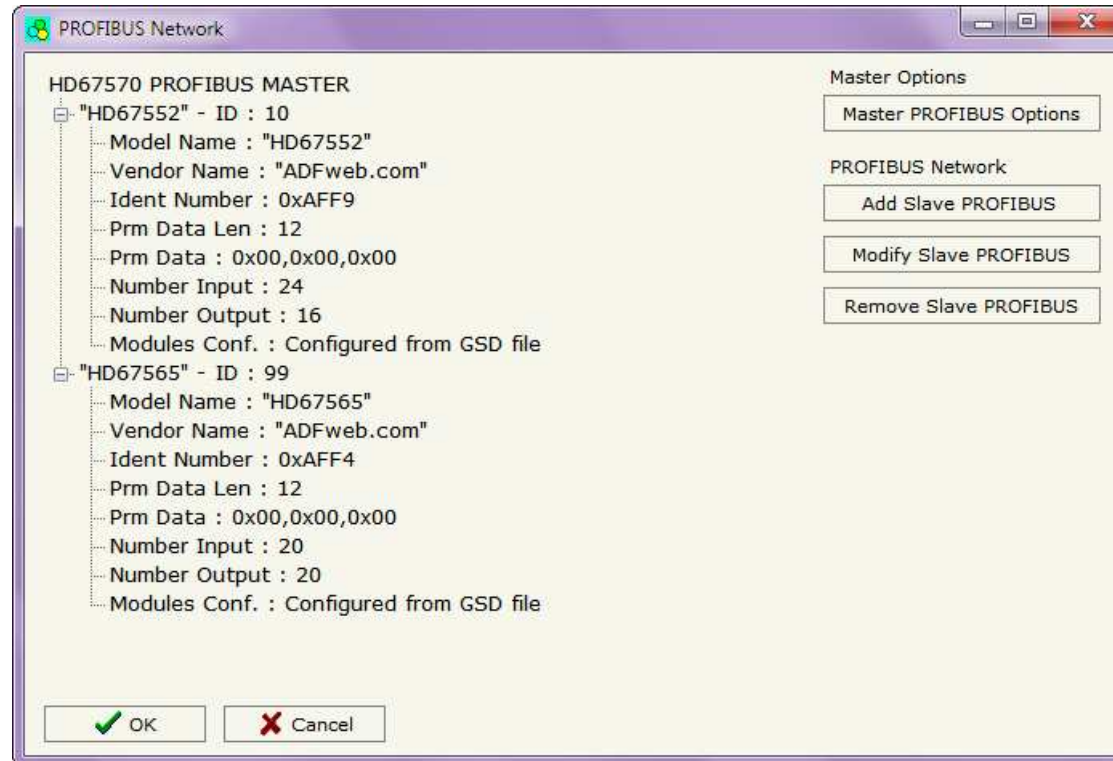 PROFIBUS Network
HD67570 PROFIBUS MASTER
"HD67552" - ID : 10
Model Name : "HD67552"
Vendor Name : "ADFweb.com"
Ident Number : 0xAFF9
Prm Data Len : 12
Prm Data : 0x00,0x00,0x00
Number Input : 24
Number Output : 16
Modules Conf. : Configured from GSD file
"HD67565" - ID : 99
Model Name : "HD67565"
Vendor Name : "ADFweb.com"
Ident Number : 0xAFF4
Prm Data Len : 12
Prm Data : 0x00,0x00,0x00
Number Input : 20
Number Output : 20
Modules Conf. : Configured from GSD file
Master Options
Master PROFIBUS Options
PROFIBUS Network
Add Slave PROFIBUS
Modify Slave PROFIBUS
Remove Slave PROFIBUS
OK
Cancel